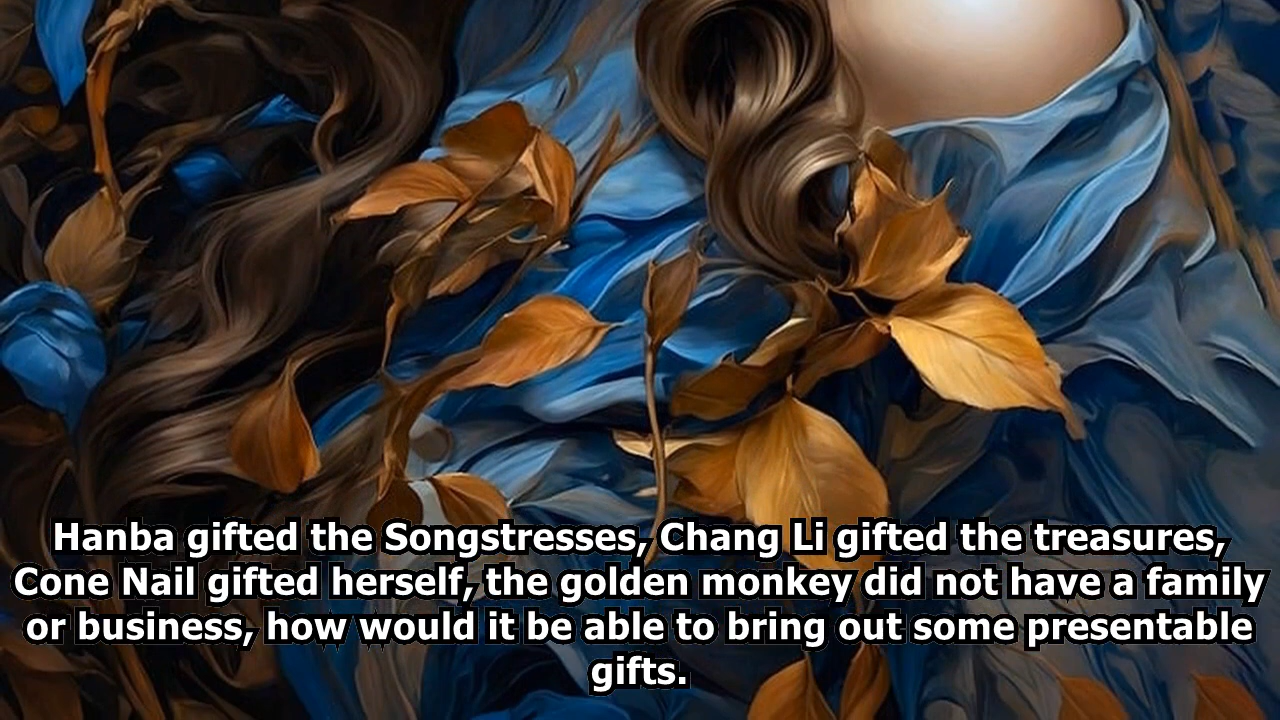 Hanba gifted the Songstresses, Chang Li gifted the treasures,
Cone Nail gifted herself, the golden monkey did not have a family
or business, how would it be able to bring out some presentable
gifts.